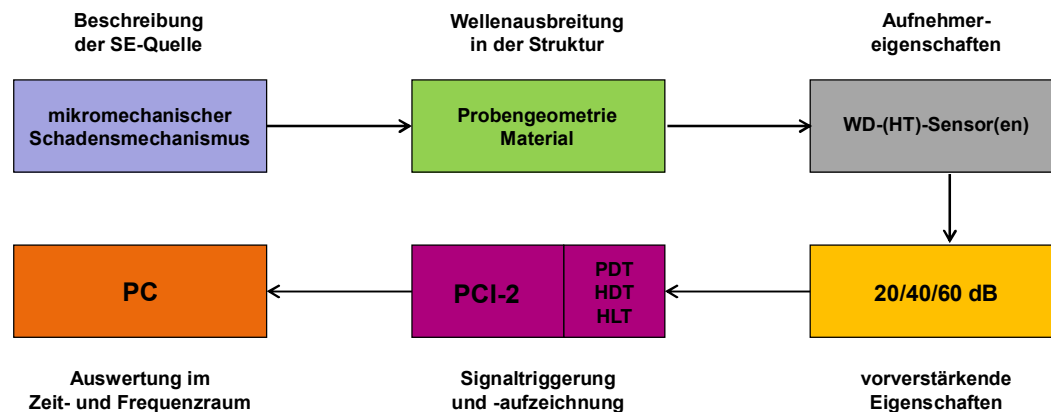 Beschreibung
der SE-Quelle
Wellenausbreitung
in der Struktur
Aufnehmer-
eigenschaften
mikromechanischer
Schadensmechanismus
Probengeometrie
Material
WD-(HT)-Sensor(en)
PC
PCI-2
PDT
HDT
HLT
20/40/60 dB
Auswertung im
Zeit- und Frequenzraum
Signaltriggerung
und -aufzeichnung
vorverstärkende
Eigenschaften